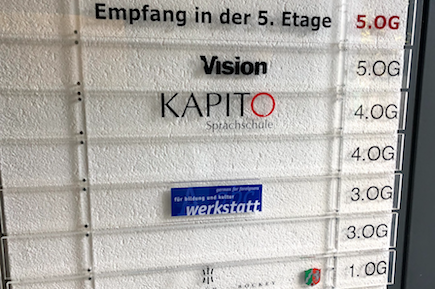 Empfang in der 5. Etage 5.OG
Vision 5.OG
KAPITO 4.OG
Sprachschule
4.OG
für bildung und kultur 3.OG
werkstatt
3.OG
1.OG